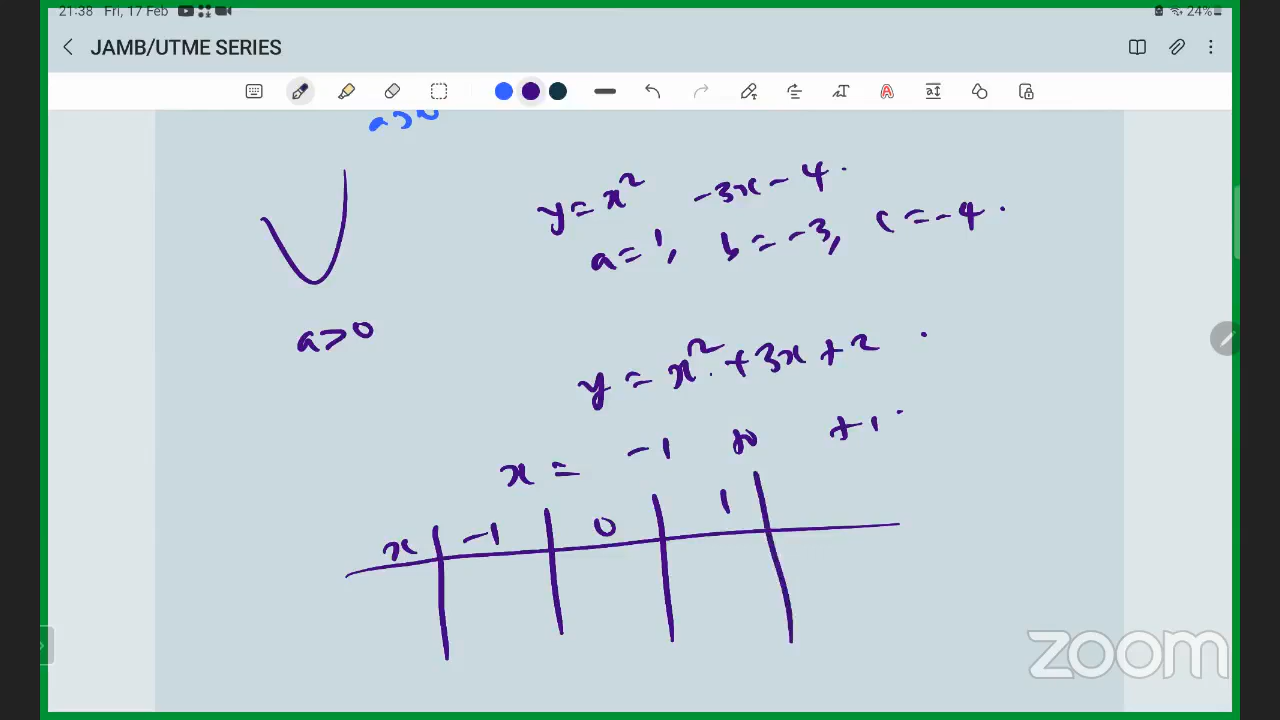 21:38 Fri, 17 Feb
24%
JAMB/UTME SERIES
a>0
y = x² -3x - 4.
a = 1, b = -3, c = -4.
a>0
y = x² + 3x + 2
x = -1 to +1
x -1 0 1
zoom